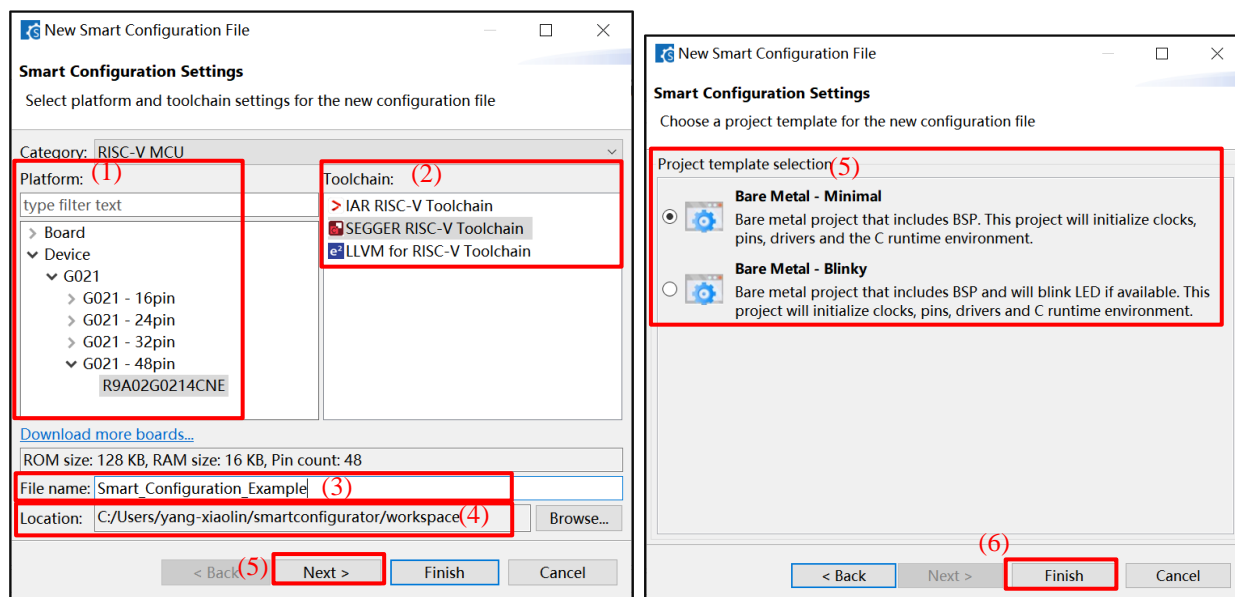 New Smart Configuration File
Smart Configuration Settings
Select platform and toolchain settings for the new configuration file
Category: RISC-V MCU
Platform: (1)
type filter text
Board
Device
G021
G021 - 16pin
G021 - 24pin
G021 - 32pin
G021 - 48pin
R9A02G0214CNE
Toolchain: (2)
IAR RISC-V Toolchain
SEGGER RISC-V Toolchain
e² LLVM for RISC-V Toolchain
Download more boards...
ROM size: 128 KB, RAM size: 16 KB, Pin count: 48
File name: Smart_Configuration_Example (3)
Location: C:/Users/yang-xiaolin/smartconfigurator/workspace (4) Browse...
< Back (5) Next > Finish Cancel
New Smart Configuration File
Smart Configuration Settings
Choose a project template for the new configuration file
Project template selection (5)
Bare Metal - Minimal
Bare metal project that includes BSP. This project will initialize clocks,
pins, drivers and the C runtime environment.
Bare Metal - Blinky
Bare metal project that includes BSP and will blink LED if available. This
project will initialize clocks, pins, drivers and C runtime environment.
(6)
< Back Next > Finish Cancel